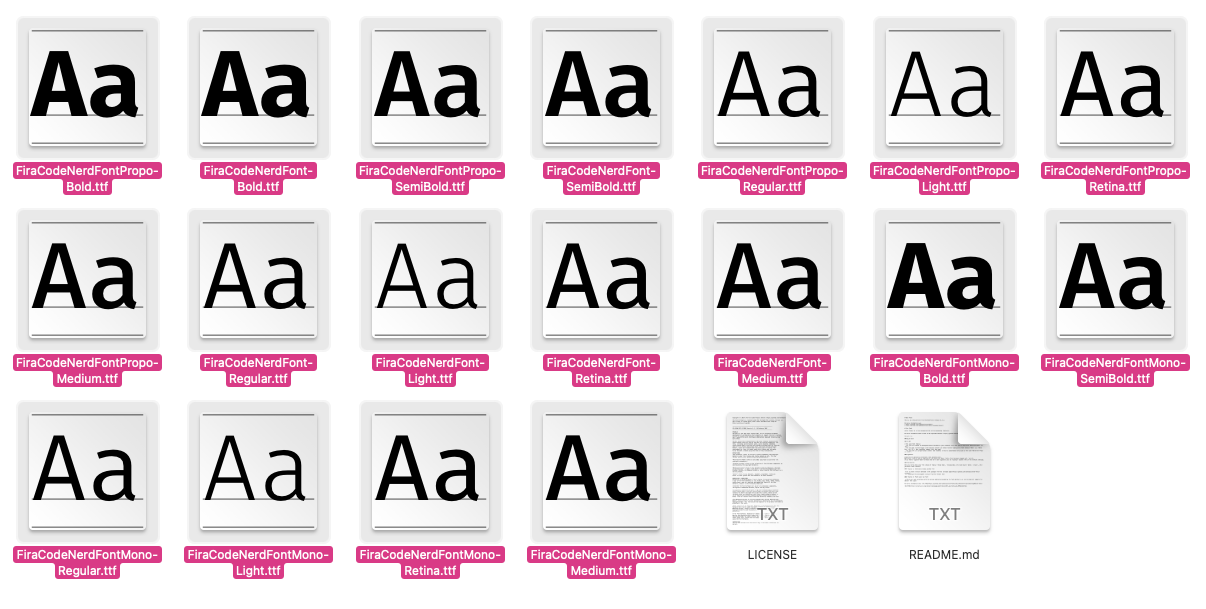 Aa
Aa
Aa
Aa
Aa
Aa
Aa
FiraCodeNerdFontPropo-
Bold.ttf
FiraCodeNerdFont-
Bold.ttf
FiraCodeNerdFontPropo-
SemiBold.ttf
FiraCodeNerdFont-
SemiBold.ttf
FiraCodeNerdFontPropo-
Regular.ttf
FiraCodeNerdFontPropo-
Light.ttf
FiraCodeNerdFontPropo-
Retina.ttf
Aa
Aa
Aa
Aa
Aa
Aa
Aa
FiraCodeNerdFontPropo-
Medium.ttf
FiraCodeNerdFont-
Regular.ttf
FiraCodeNerdFont-
Light.ttf
FiraCodeNerdFont-
Retina.ttf
FiraCodeNerdFont-
Medium.ttf
FiraCodeNerdFontMono-
Bold.ttf
FiraCodeNerdFontMono-
SemiBold.ttf
Aa
Aa
Aa
Aa
TXT
TXT
FiraCodeNerdFontMono-
Regular.ttf
FiraCodeNerdFontMono-
Light.ttf
FiraCodeNerdFontMono-
Retina.ttf
FiraCodeNerdFontMono-
Medium.ttf
LICENSE
README.md